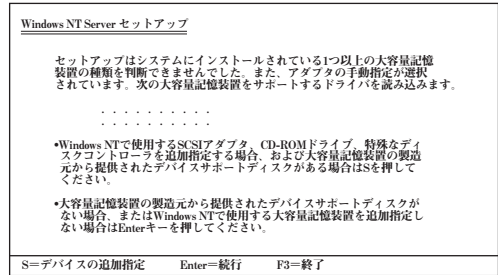 Windows NT Server セットアップ
セットアップはシステムにインストールされている1つ以上の大容量記憶
装置の種類を判断できませんでした。また、アダプタの手動指定が選択
されています。次の大容量記憶装置をサポートするドライバを読み込みます。
. . . . . . . . . .
. . . . . . . . . .
•Windows NTで使用するSCSIアダプタ、CD-ROMドライブ、特殊なディ
スクコントローラを追加指定する場合、および大容量記憶装置の製造
元から提供されたデバイスサポートディスクがある場合はSを押して
ください。
•大容量記憶装置の製造元から提供されたデバイスサポートディスクが
ない場合、またはWindows NTで使用する大容量記憶装置を追加指定し
ない場合はEnterキーを押してください。
S=デバイスの追加指定 Enter=続行 F3=終了